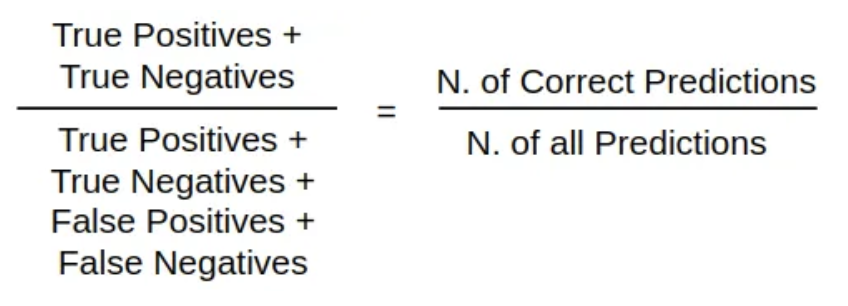 True Positives +
True Negatives
True Positives +
True Negatives +
False Positives +
False Negatives
=
N. of Correct Predictions
N. of all Predictions